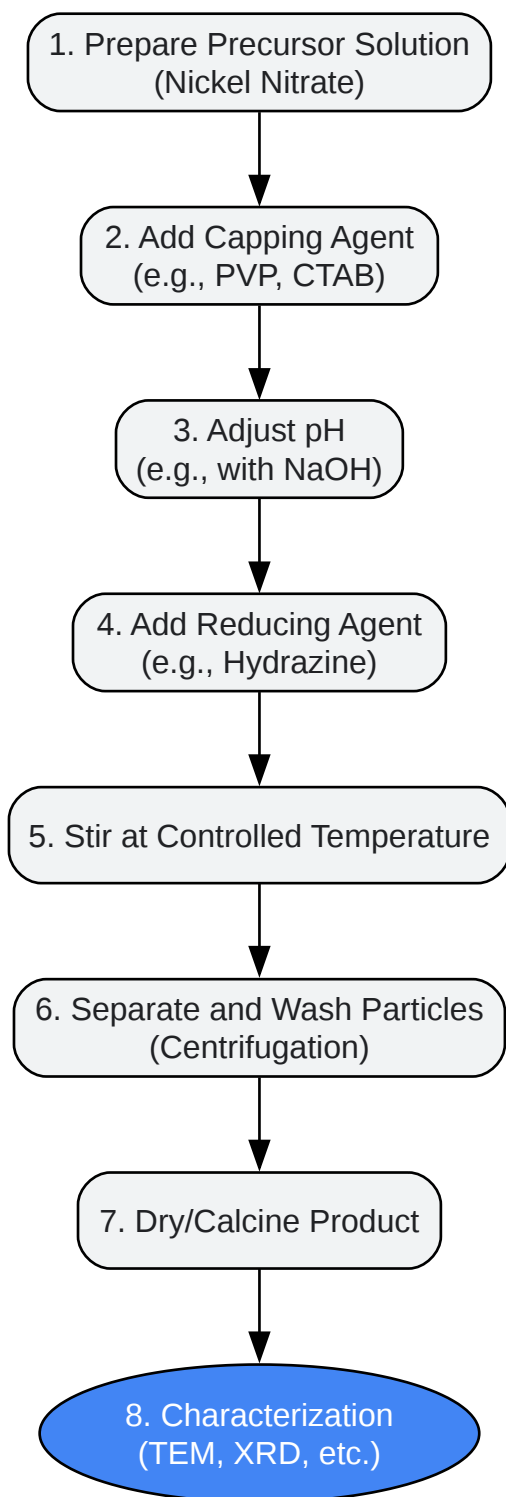 1. Prepare Precursor Solution
(Nickel Nitrate)
2. Add Capping Agent
(e.g., PVP, CTAB)
3. Adjust pH
(e.g., with NaOH)
4. Add Reducing Agent
(e.g., Hydrazine)
5. Stir at Controlled Temperature
6. Separate and Wash Particles
(Centrifugation)
7. Dry/Calcine Product
8. Characterization
(TEM, XRD, etc.)